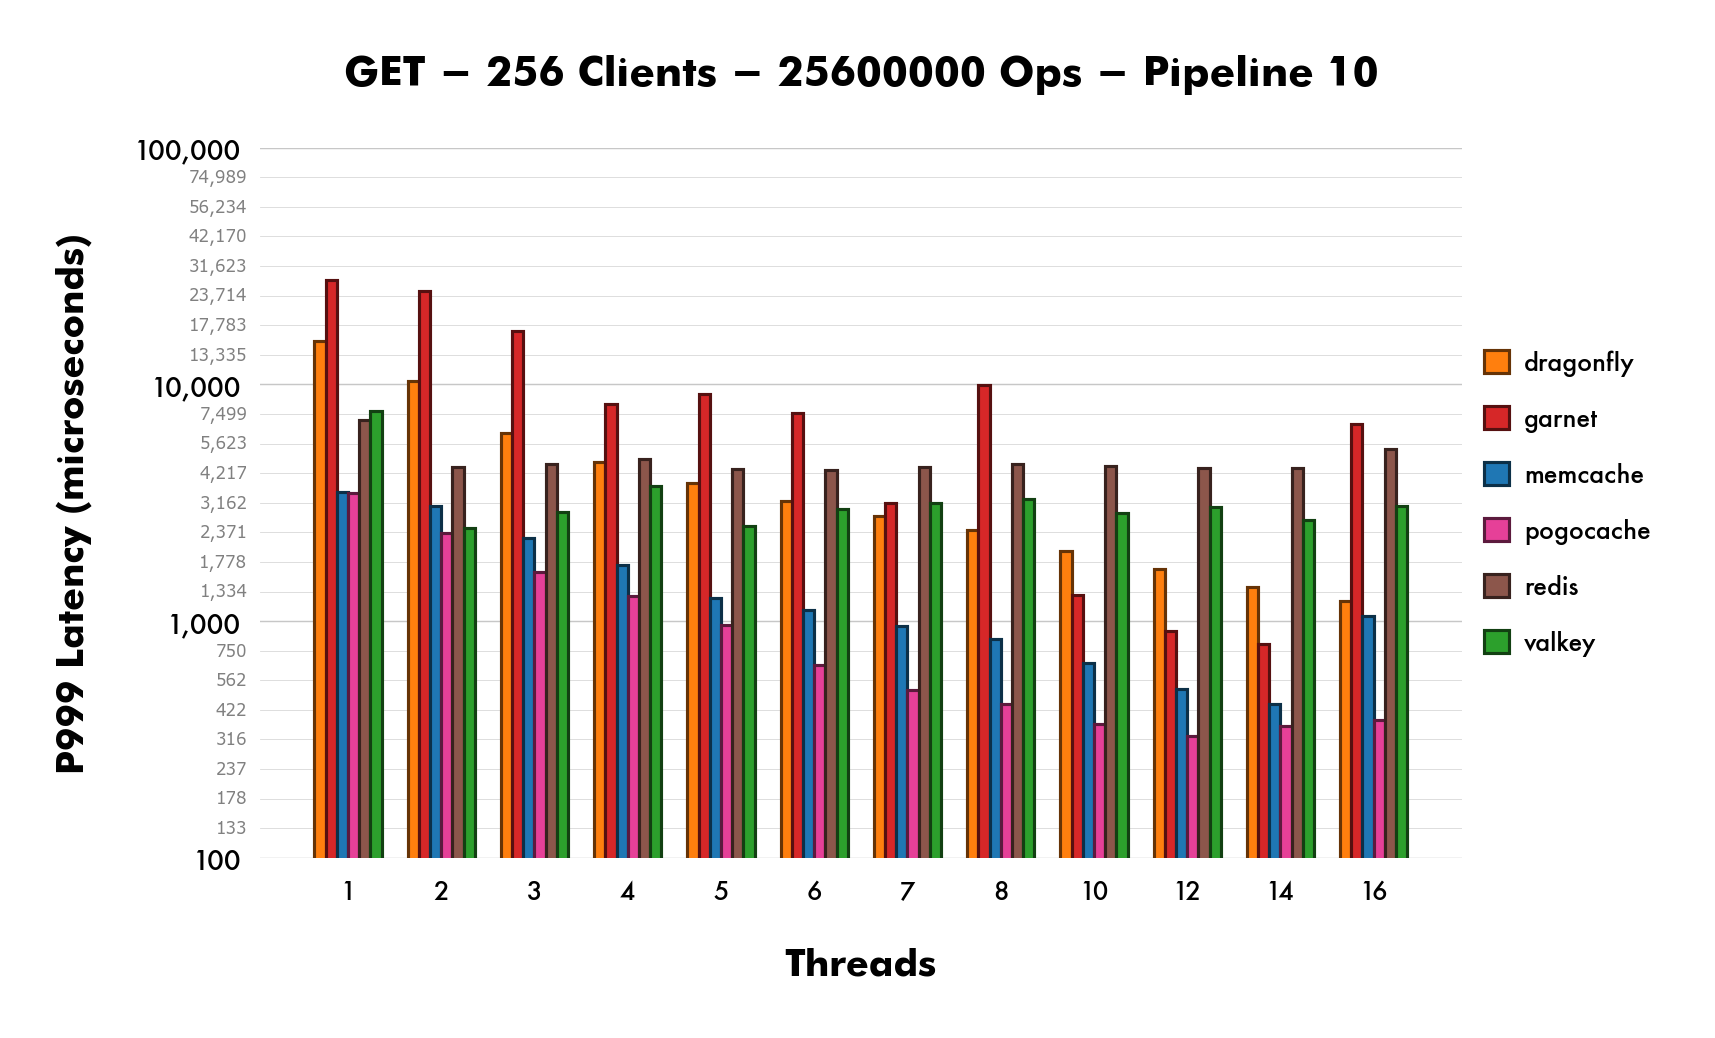 GET – 256 Clients – 25600000 Ops – Pipeline 10
P9999 Latency (microseconds)
100,000
74,989
56,234
42,170
31,623
23,714
17,783
13,335
10,000
7,499
5,623
4,217
3,162
2,371
1,778
1,334
1,000
750
562
422
316
237
178
133
100
1 2 3 4 5 6 7 8 10 12 14 16
Threads
dragonfly
garnet
memcache
pogocache
redis
valkey